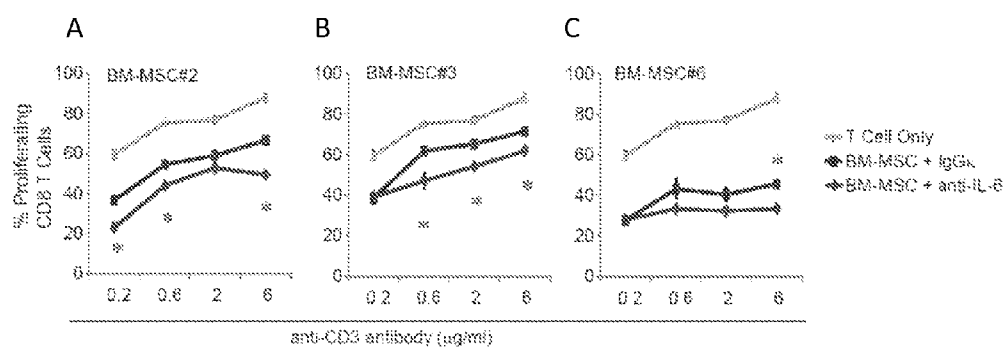 A B C
BM-MSC#2 BM-MSC#3 BM-MSC#6
% Proliferating
CD8 T Cells
100 80 60 40 20 0
100 80 60 40 20 0
100 80 60 40 20 0
T Cell Only
BM-MSC + IgGκ
BM-MSC + anti-IL-6
0.2 0.6 2 6 0.2 0.6 2 6 0.2 0.6 2 6
anti-CD3 antibody (μg/ml)